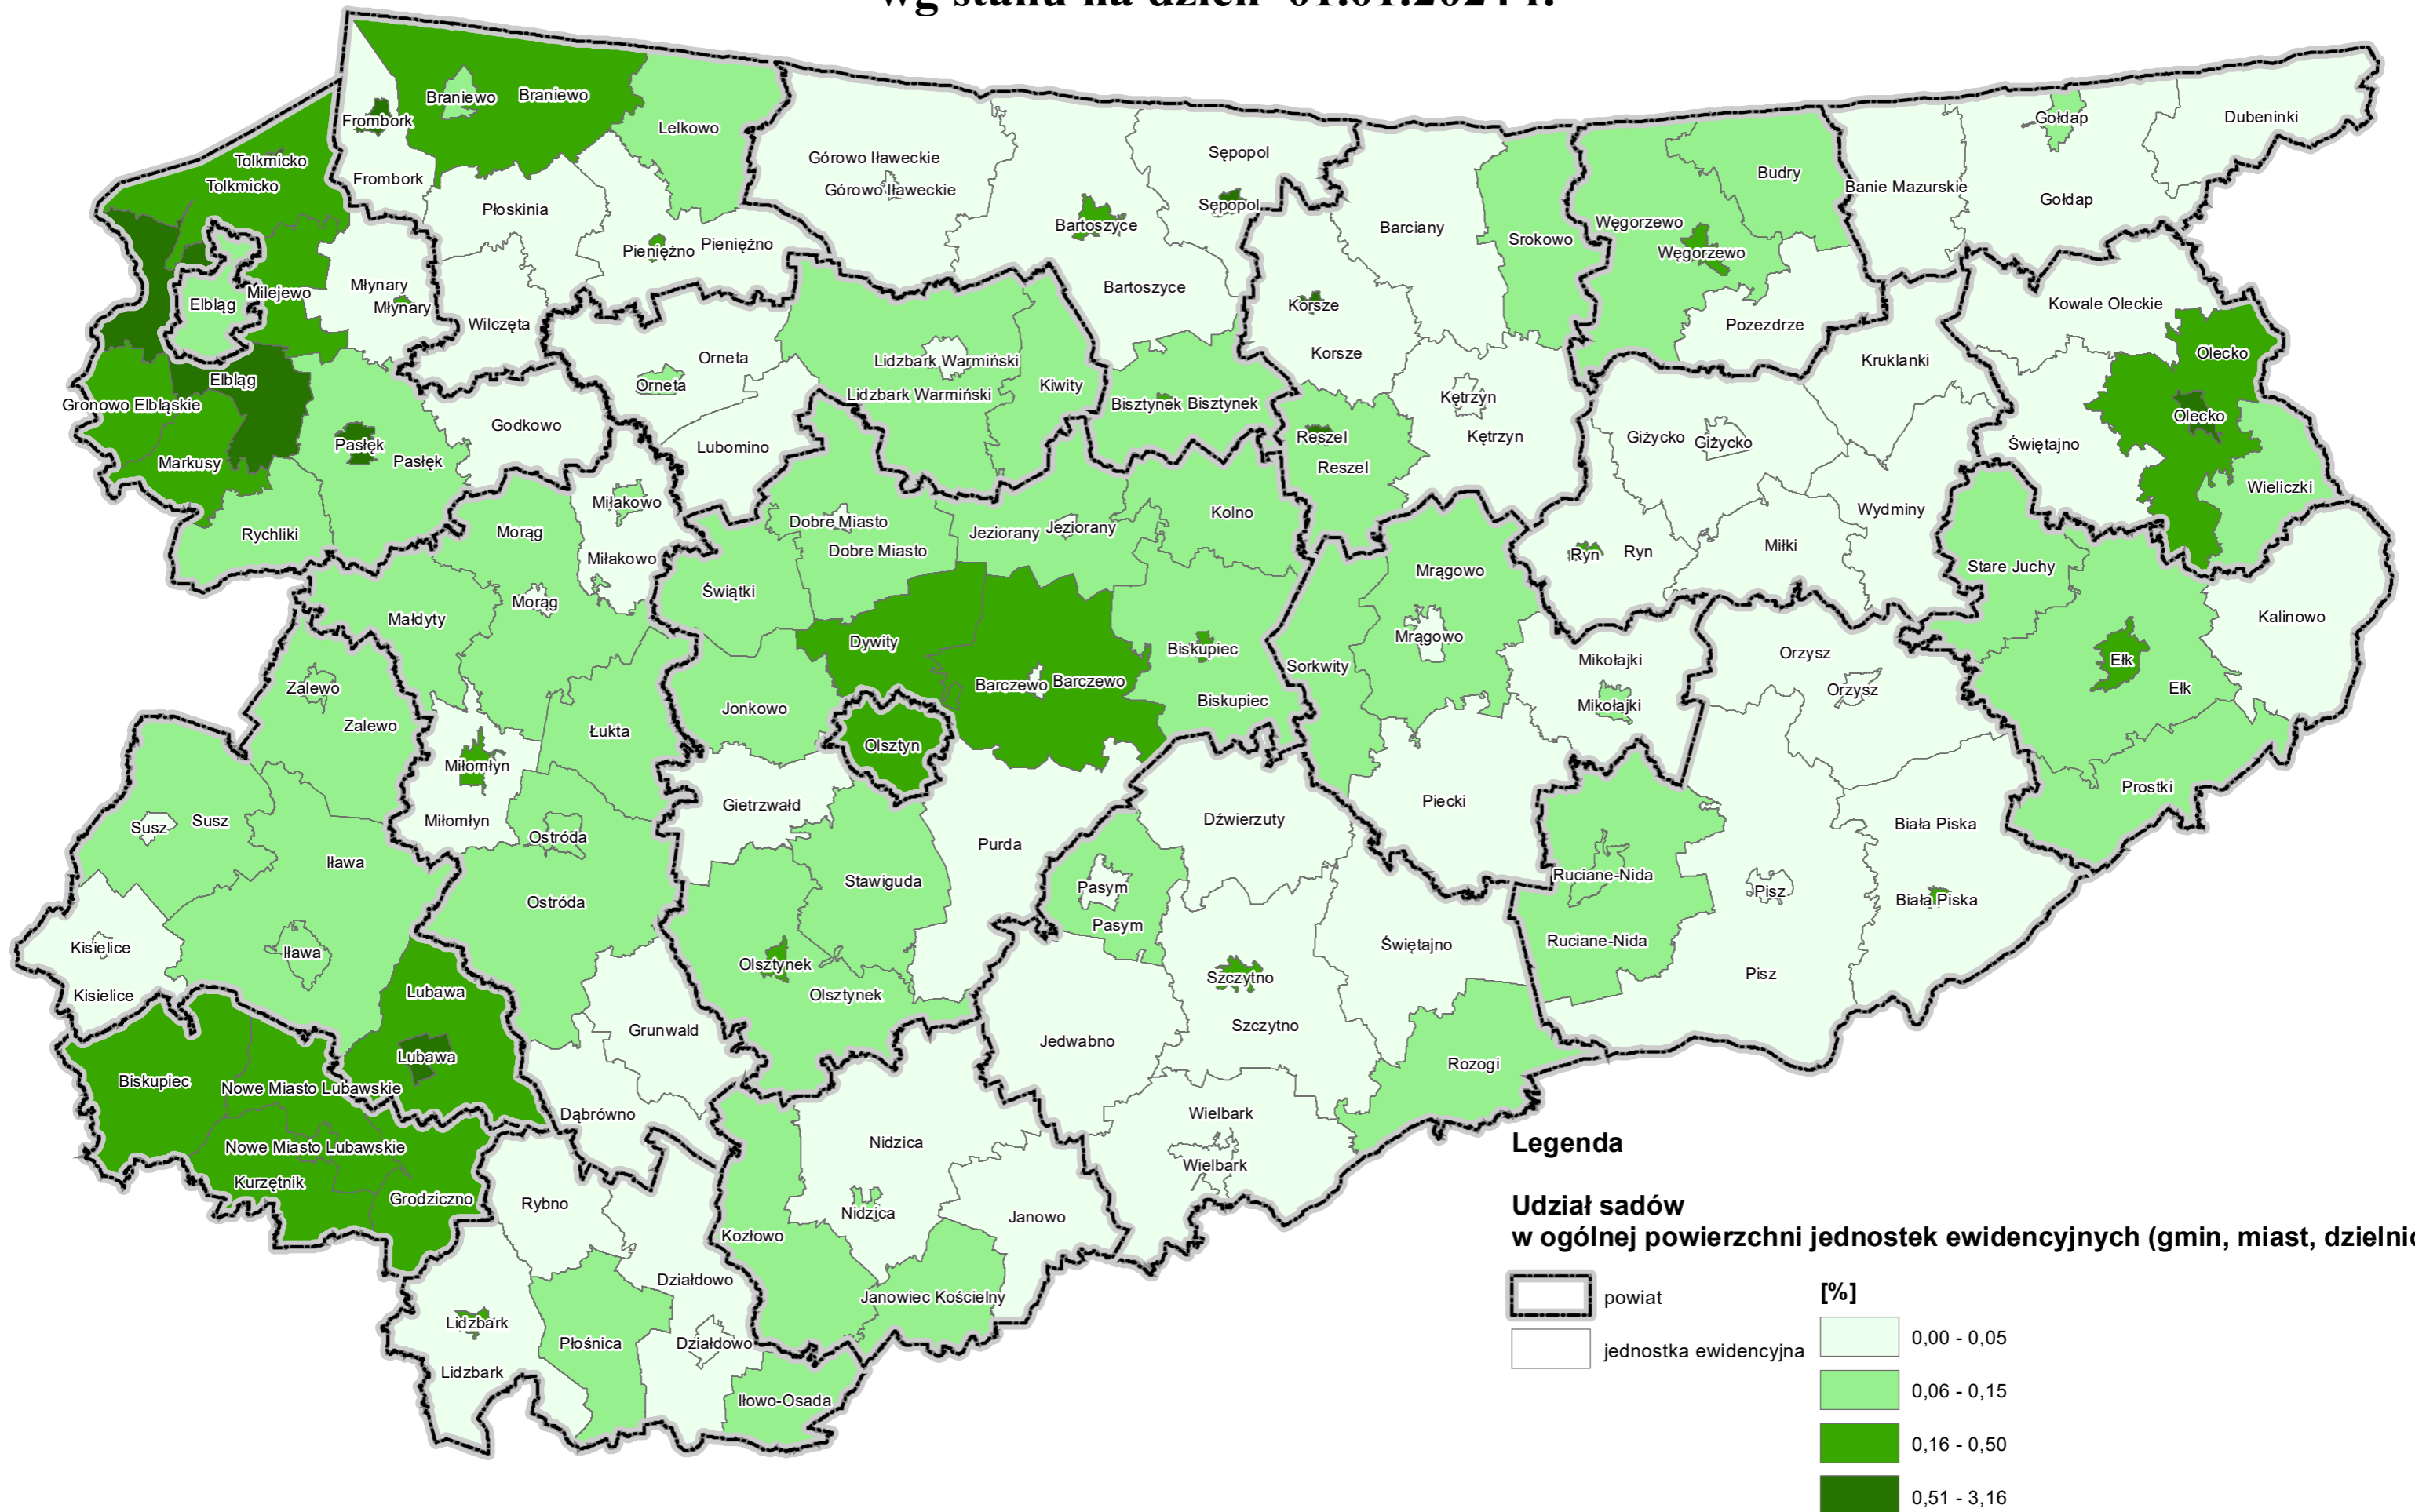 wg stanu na dzień 01.01.2024 r.
Braniewo
Braniewo
Frombork
Lelkowo
Gołdap
Dubeninki
Tolkmicko
Tolkmicko
Frombork
Górowo Iławeckie
Górowo Iławeckie
Sępopol
Sępopol
Budry
Banie Mazurskie
Gołdap
Płoskinia
Pieniężno
Pieniężno
Bartoszyce
Bartoszyce
Barciany
Srokowo
Węgorzewo
Węgorzewo
Elbląg
Milejewo
Młynary
Młynary
Wilczęta
Korsze
Korsze
Pozezdrze
Kowale Oleckie
Olecko
Olecko
Orneta
Orneta
Lidzbark Warmiński
Lidzbark Warmiński
Kiwity
Kruklanki
Elbląg
Gronowo Elbląskie
Bisztynek
Bisztynek
Kętrzyn
Kętrzyn
Godkowo
Lubomino
Reszel
Reszel
Giżycko
Giżycko
Świętajno
Pasłęk
Pasłęk
Markusy
Wieliczki
Miłakowo
Miłakowo
Rychliki
Morąg
Morąg
Dobre Miasto
Dobre Miasto
Jeziorany
Jeziorany
Kolno
Wydminy
Miłki
Ryn
Ryn
Mrągowo
Mrągowo
Stare Juchy
Świątki
Małdyty
Kalinowo
Dywity
Biskupiec
Biskupiec
Sorkwity
Mikołajki
Mikołajki
Orzysz
Orzysz
Ełk
Ełk
Zalewo
Zalewo
Barczewo
Barczewo
Jonkowo
Łukta
Olsztyn
Miłomłyn
Miłomłyn
Gietrzwałd
Piecki
Prostki
Susz
Susz
Ostróda
Ostróda
Dźwierzuty
Biała Piska
Biała Piska
Purda
Iława
Iława
Stawiguda
Pasym
Pasym
Ruciane-Nida
Ruciane-Nida
Pisz
Pisz
Kisielice
Kisielice
Świętajno
Olsztynek
Olsztynek
Szczytno
Szczytno
Lubawa
Lubawa
Grunwald
Jedwabno
Rozogi
Biskupiec
Nowe Miasto Lubawskie
Nowe Miasto Lubawskie
Dąbrówno
Wielbark
Wielbark
Nidzica
Nidzica
Kurzętnik
Grodziczno
Rybno
Janowo
Kozłowo
Działdowo
Działdowo
Janowiec Kościelny
Lidzbark
Lidzbark
Płośnica
Iłowo-Osada
Legenda
Udział sadów
w ogólnej powierzchni jednostek ewidencyjnych (gmin, miast,
powiat
jednostka ewidencyjna
[%]
0,00 - 0,05
0,06 - 0,15
0,16 - 0,50
0,51 - 3,16